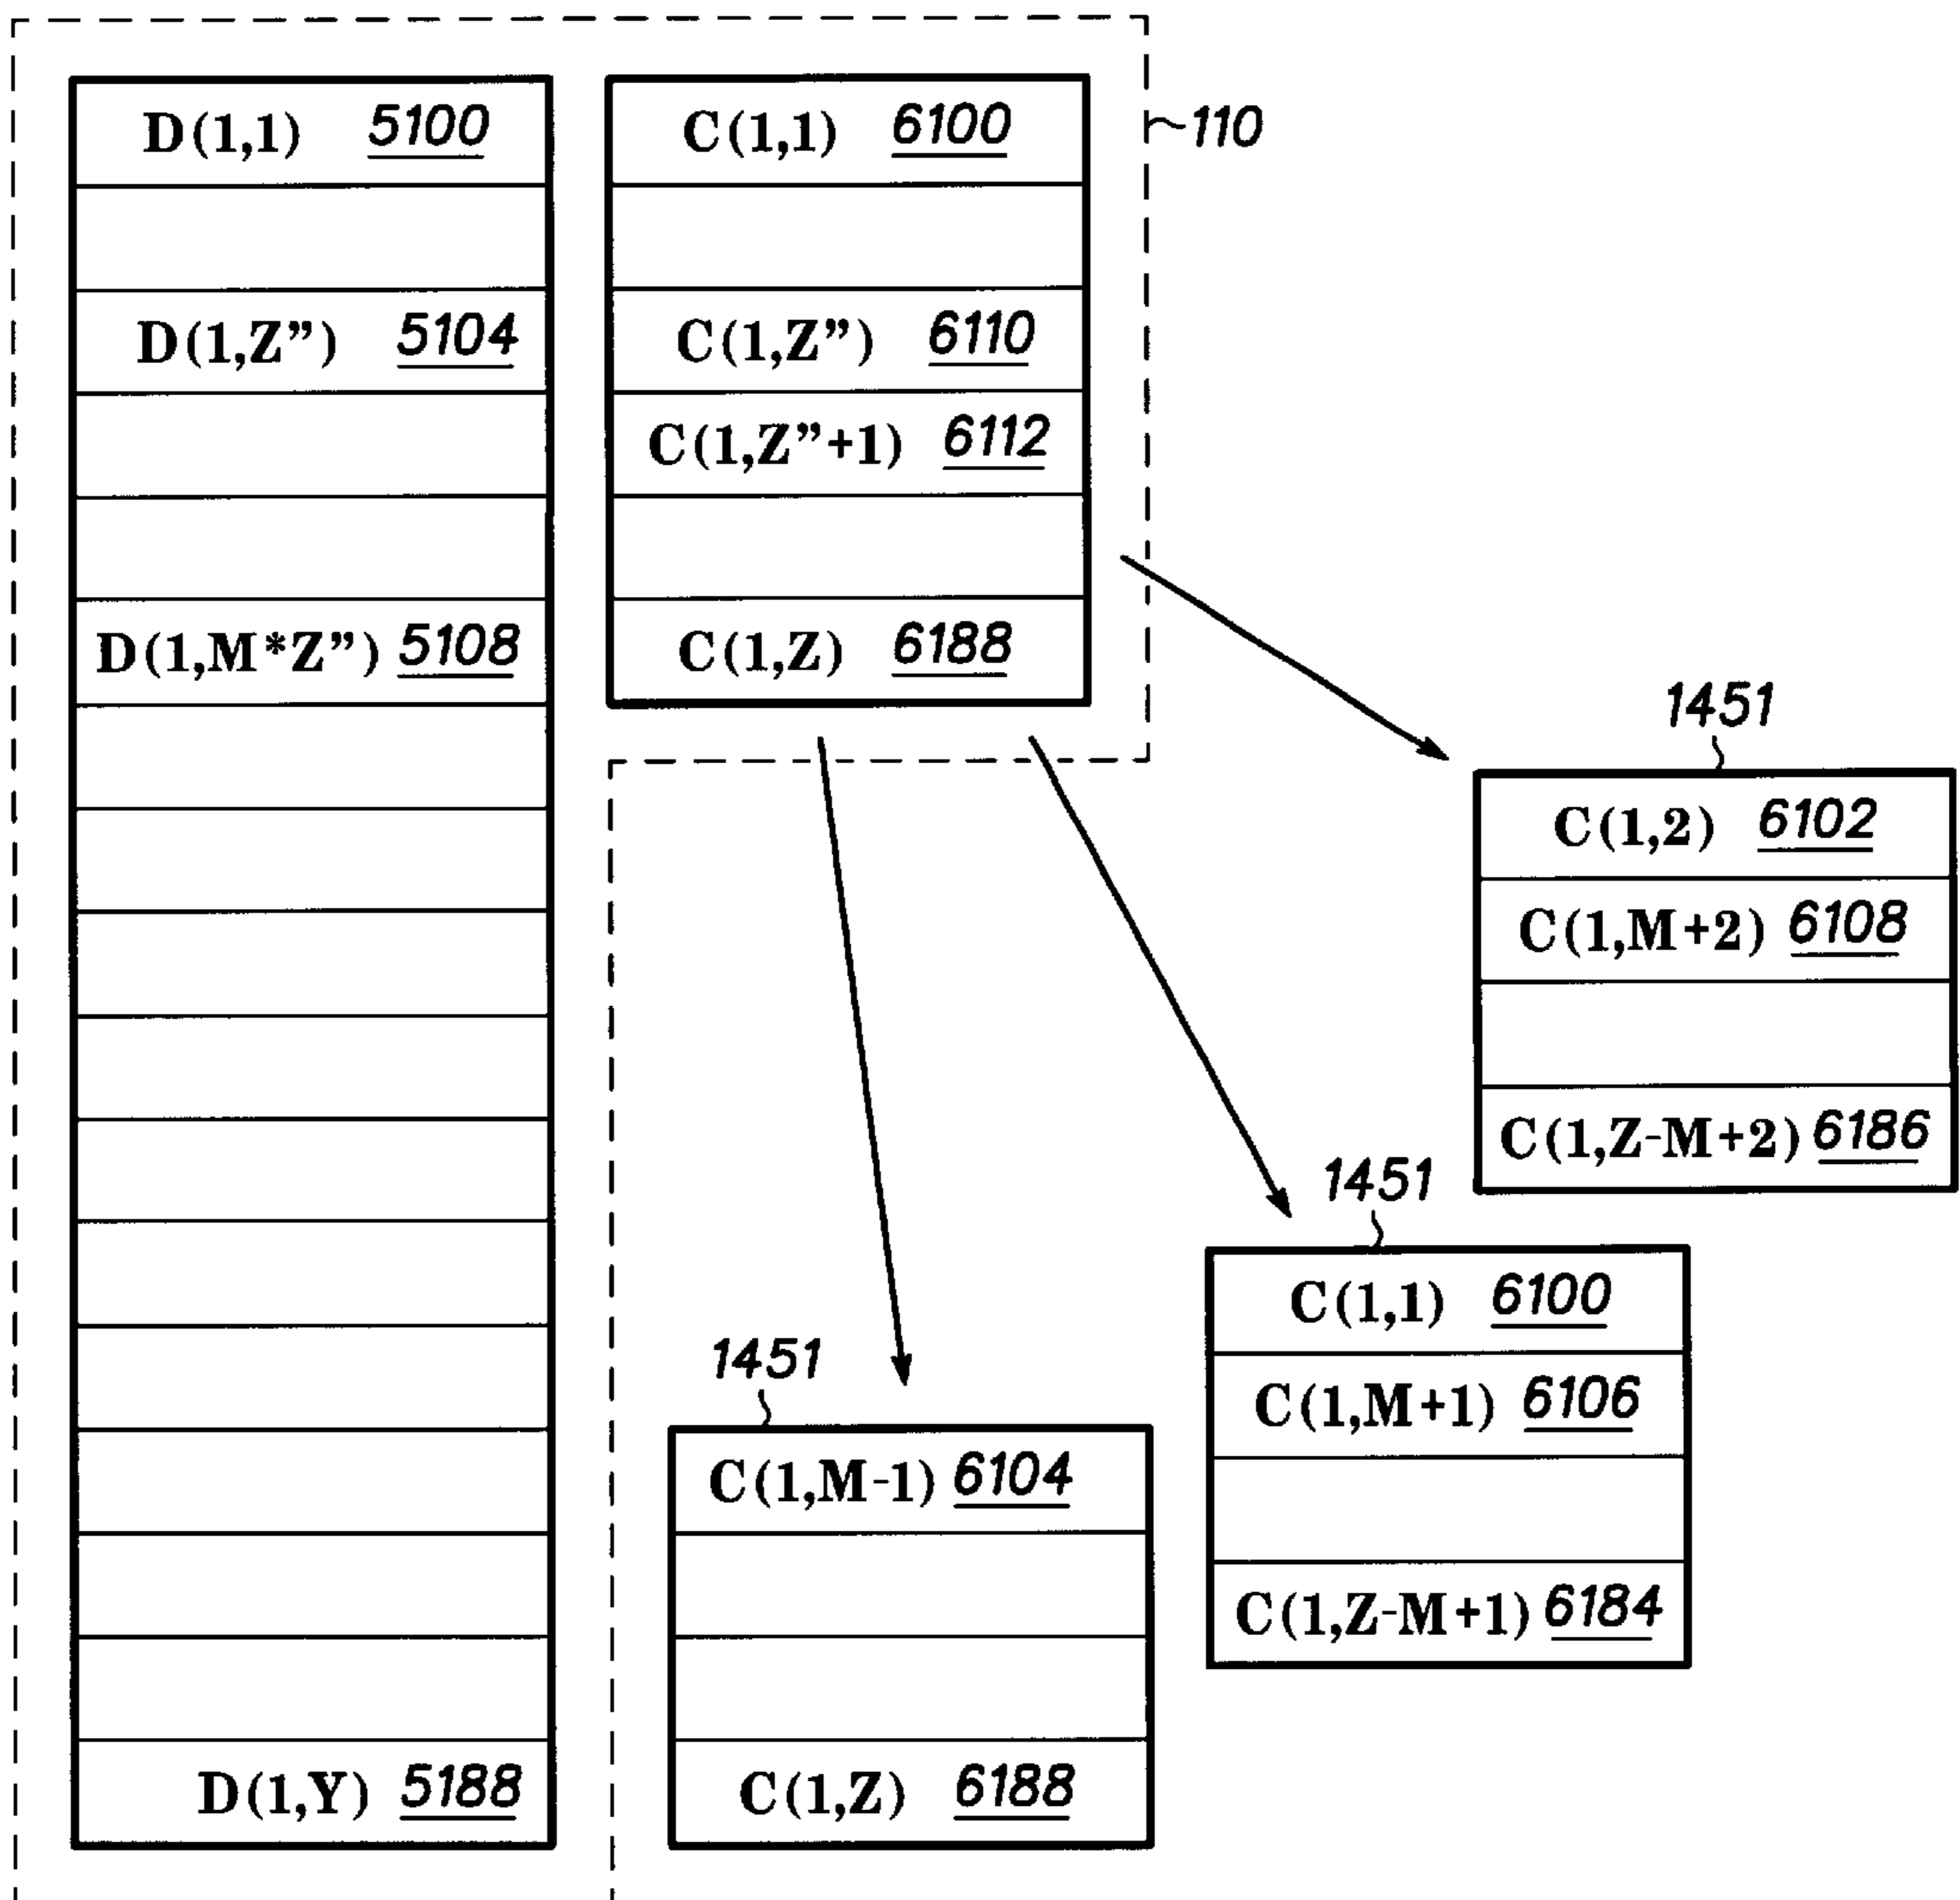 D(1,1) 5100
D(1,Z”) 5104
D(1,M*Z”) 5108
D(1,Y) 5188
C(1,1) 6100
C(1,Z”) 6110
C(1,Z”+1) 6112
C(1,Z) 6188
110
1451
C(1,2) 6102
C(1,M+2) 6108
C(1,Z-M+2) 6186
1451
C(1,1) 6100
C(1,M+1) 6106
C(1,Z-M+1) 6184
1451
C(1,M-1) 6104
C(1,Z) 6188